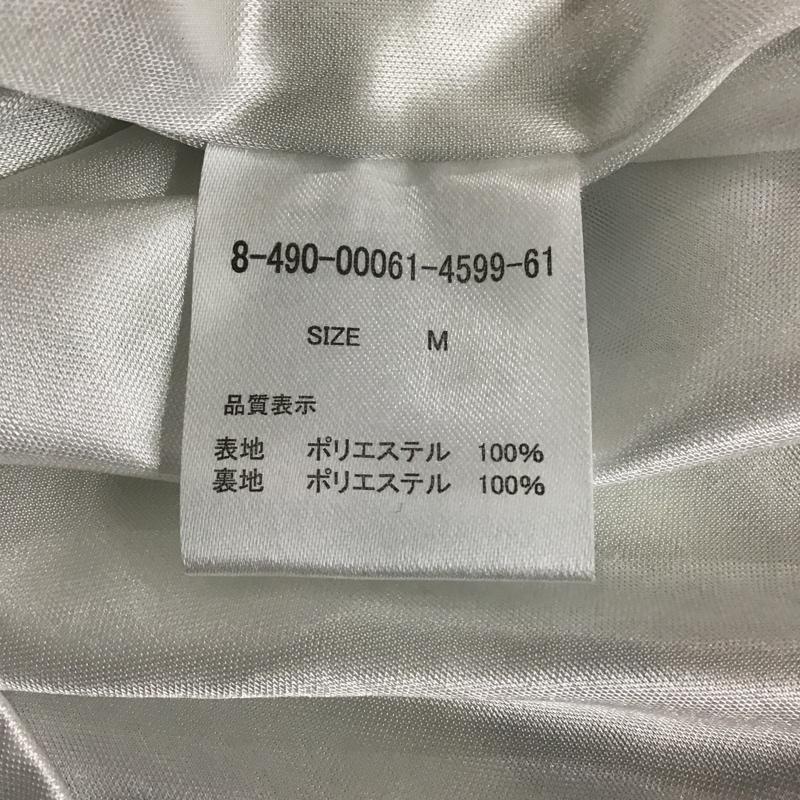 8-490-00061-4599-61
SIZE M
品質表示
表地 ポリエステル 100%
裏地 ポリエステル 100%